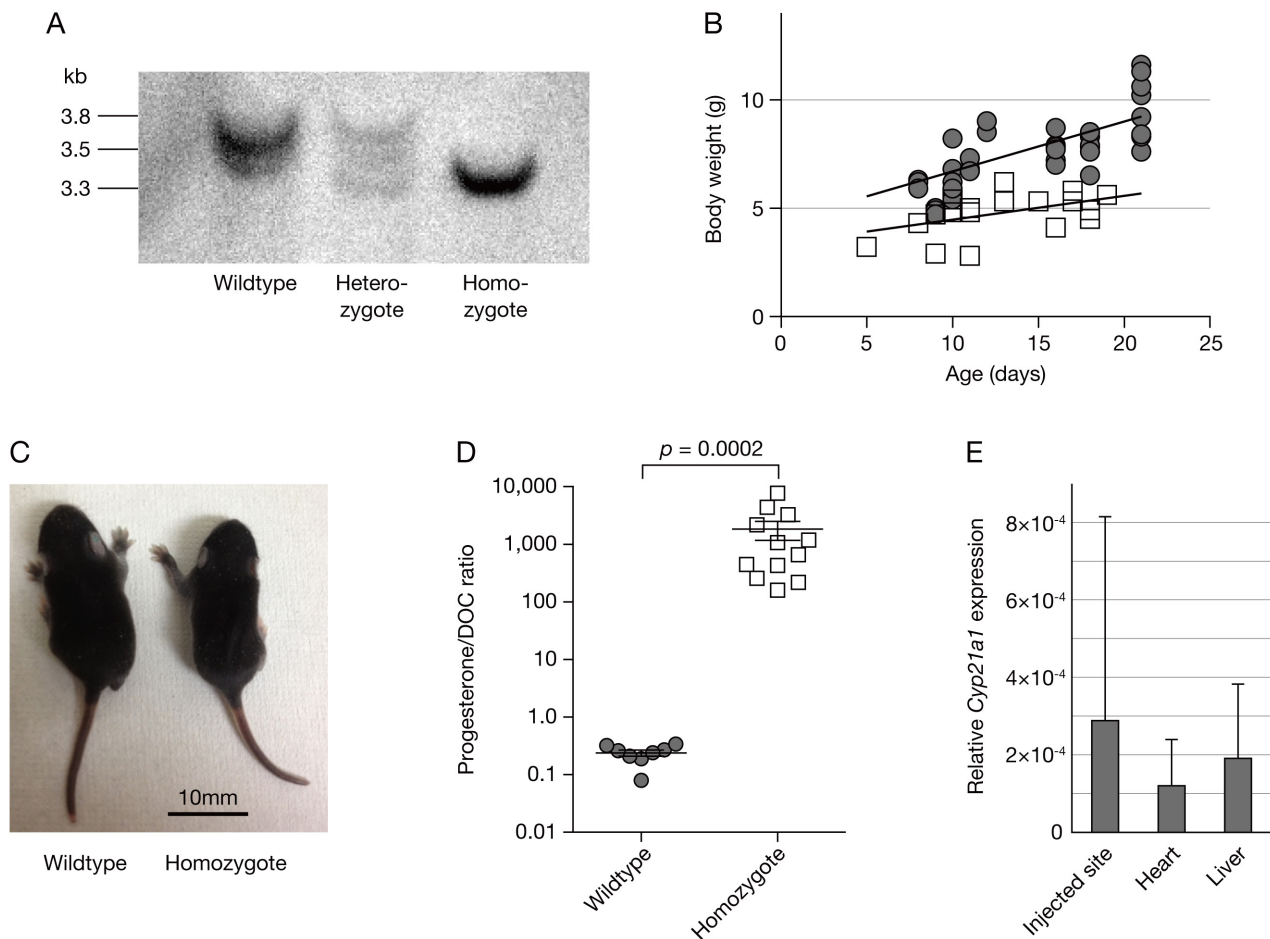 A
kb
3.8
3.5
3.3
Wildtype
Hetero-
zygote
Homo-
zygote
B
Body weight (g)
10
5
0
0 5 10 15 20 25
Age (days)
C
10mm
Wildtype
Homozygote
D
p = 0.0002
Progesterone/DOC ratio
10,000
1,000
100
10
1.0
0.1
0.01
Wildtype
Homozygote
E
Relative Cyp21a1 expression
8×10⁻⁴
6×10⁻⁴
4×10⁻⁴
2×10⁻⁴
0
Injected site
Heart
Liver